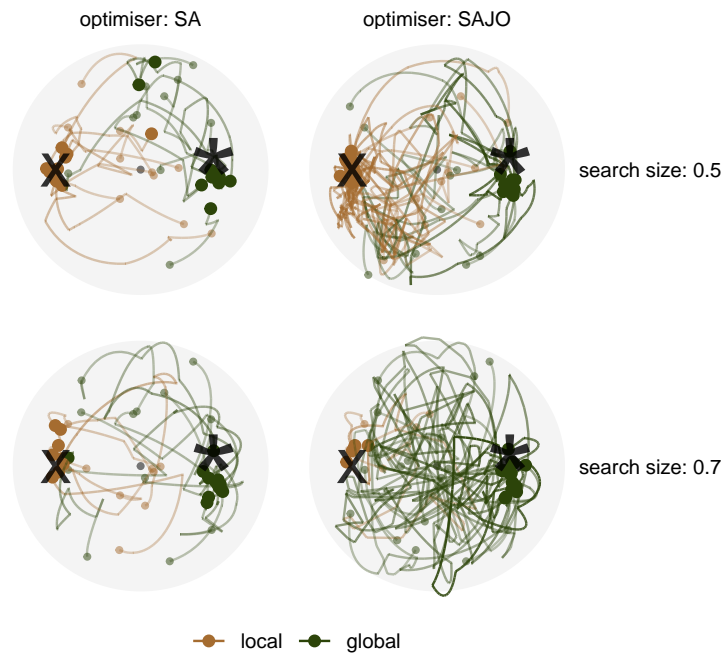 optimiser: SA
optimiser: SAJO
search size: 0.5
X
*
X
*
search size: 0.7
X
*
X
*
local
global